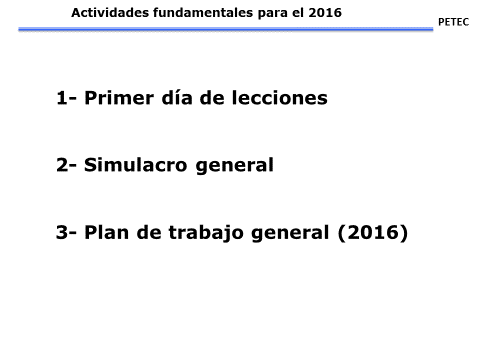 Actividades fundamentales para el 2016
PETEC
1- Primer día de lecciones
2- Simulacro general
3- Plan de trabajo general (2016)